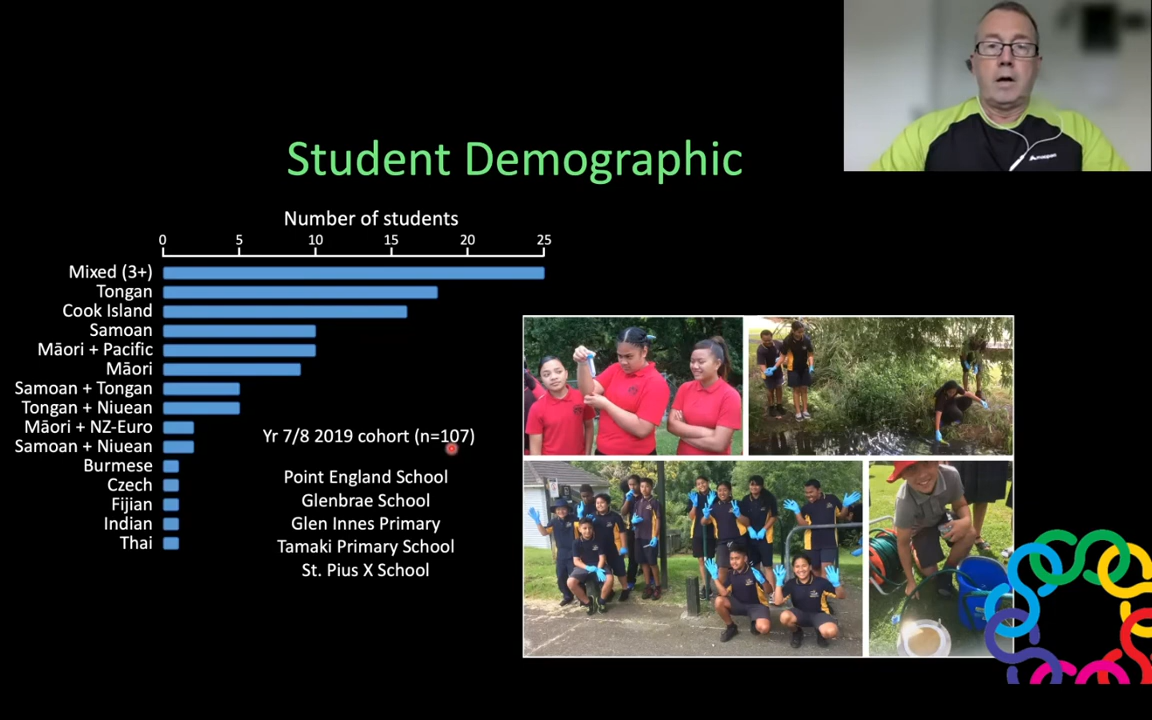 Student Demographic
Number of students
0 5 10 15 20 25
Mixed (3+)
Tongan
Cook Island
Samoan
Māori + Pacific
Māori
Samoan + Tongan
Tongan + Niuean
Māori + NZ-Euro
Samoan + Niuean
Burmese
Czech
Fijian
Indian
Thai
Yr 7/8 2019 cohort (n=107)
Point England School
Glenbrae School
Glen Innes Primary
Tamaki Primary School
St. Pius X School